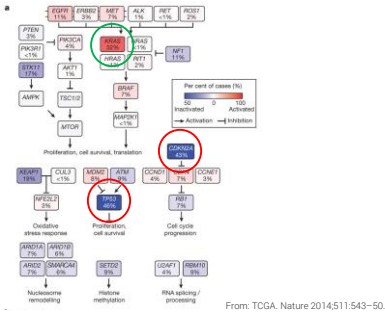 a
EGFR ERBB2 MET ALK RET ROS1
11% 3% 7% 1% <1% 2%
PTEN
3%
PIK3R1
<1%
PIK3CA
4%
STK11
17%
AKT1
1%
AMPK
TSC1/2
MTOR
KRAS
32%
NRAS
<1%
HRAS
<1%
RIT1
2%
NF1
11%
BRAF
7%
MAP2K1
<1%
Per cent of cases (%)
50 0 100
Inactivated Activated
Activation Inhibition
Proliferation, cell survival, translation
CDKN2A
43%
KEAP1
19%
CUL3
<1%
MDM2
8%
ATM
9%
CCND1
4%
7%
CCNE1
3%
NFE2L2
3%
TP53
46%
RB1
7%
Oxidative
stress response
Proliferation,
cell survival
Cell cycle
progression
ARID1A
7%
ARID1B
6%
ARID2
7%
SMARCA4
6%
SETD2
9%
U2AF1
4%
RBM10
9%
Nucleosome
remodelling
Histone
methylation
RNA splicing /
processing
From: TCGA. Nature 2014;511:543–50.